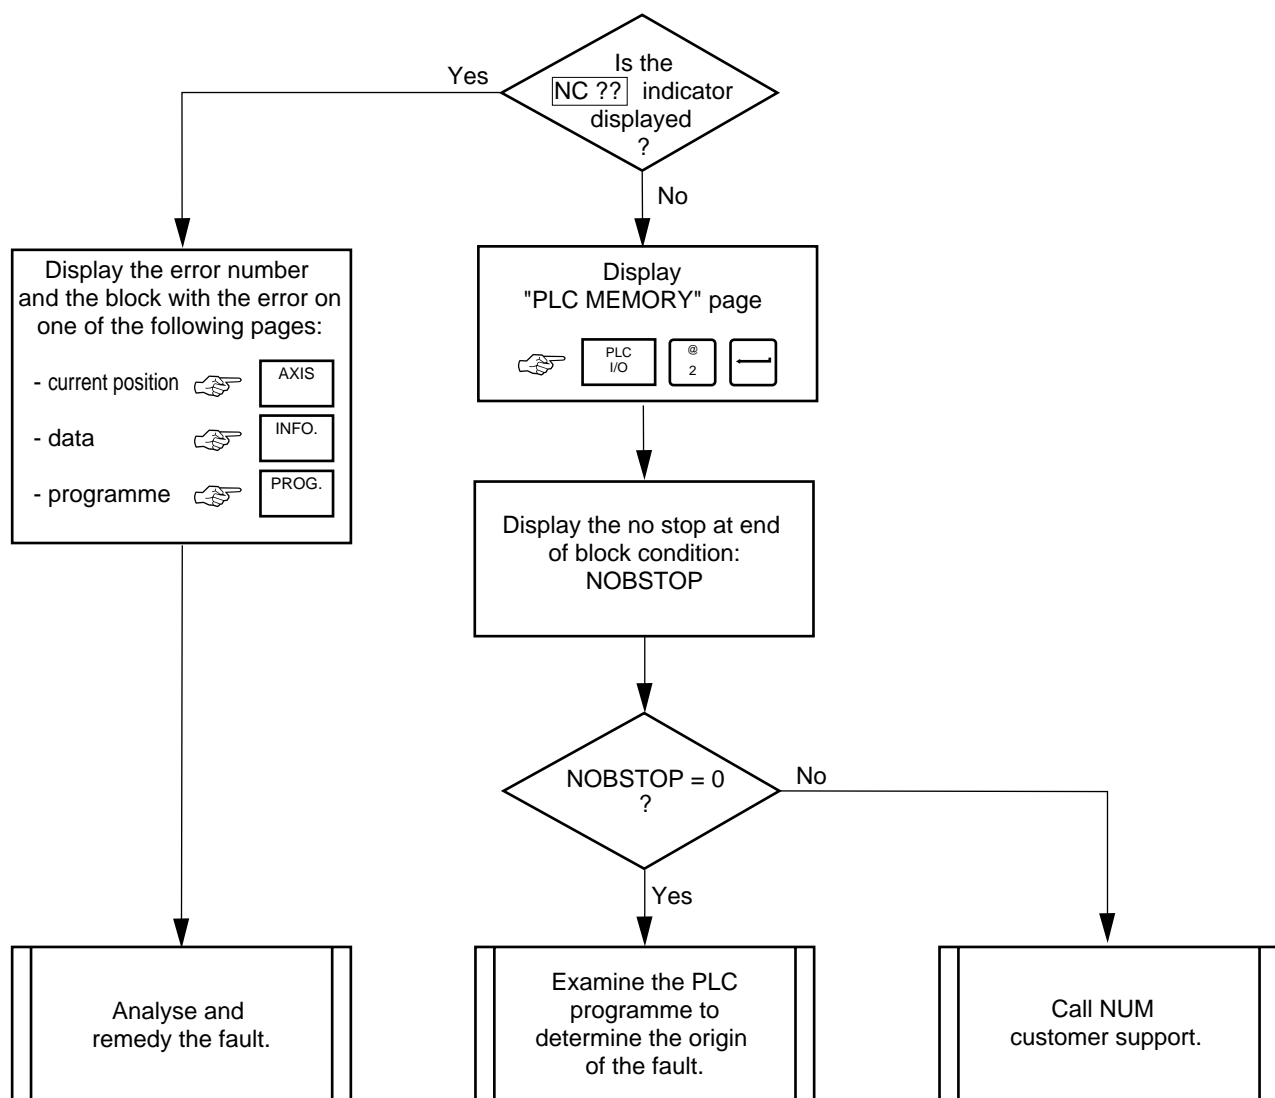 Is the
NC ?? indicator
displayed
?
Yes
No
Display the error number
and the block with the error on
one of the following pages:
- current position AXIS
- data INFO.
- programme PROG.
Display
"PLC MEMORY" page
PLC
I/O
@
2
Display the no stop at end
of block condition:
NOBSTOP
NOBSTOP = 0
?
No
Yes
Analyse and
remedy the fault.
Examine the PLC
programme to
determine the origin
of the fault.
Call NUM
customer support.